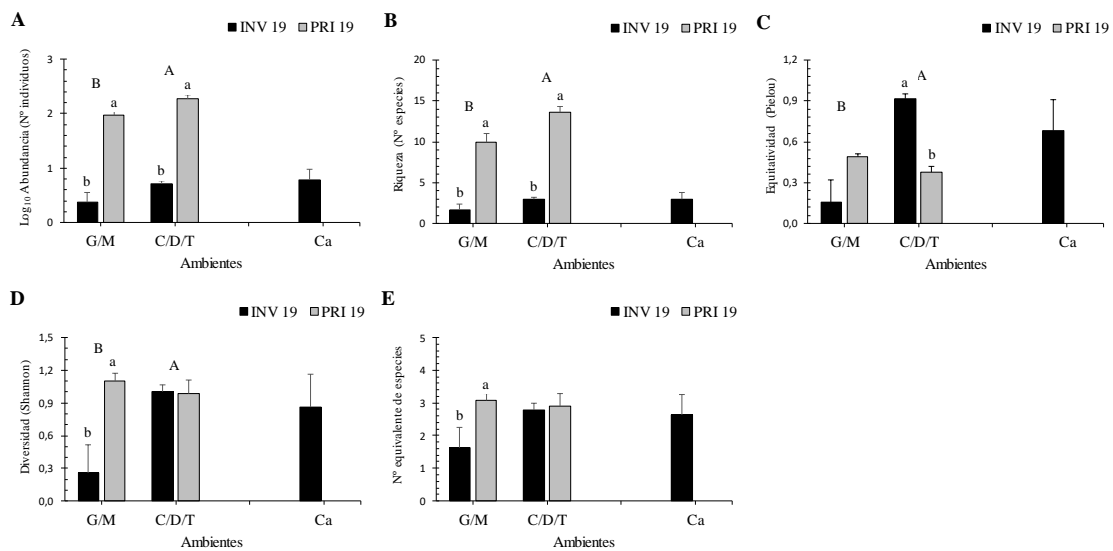 A
INV 19 PRI 19
Log10 Abundancia (Nº individuos)
3
2
1
0
B
A
a
a
b
b
G/M C/D/T Ca
Ambientes
B
INV 19 PRI 19
Riqueza (Nº especies)
20
15
10
5
0
B
A
a
a
b
b
G/M C/D/T Ca
Ambientes
C
INV 19 PRI 19
Equitatividad (Pielou)
1,2
0,9
0,6
0,3
0,0
B
a A
b
G/M C/D/T Ca
Ambientes
D
INV 19 PRI 19
Diversidad (Shannon)
1,5
1,2
0,9
0,6
0,3
0,0
B
A
a
b
G/M C/D/T Ca
Ambientes
E
INV 19 PRI 19
Nº equivalente de especies
5
4
3
2
1
0
a
b
G/M C/D/T Ca
Ambientes